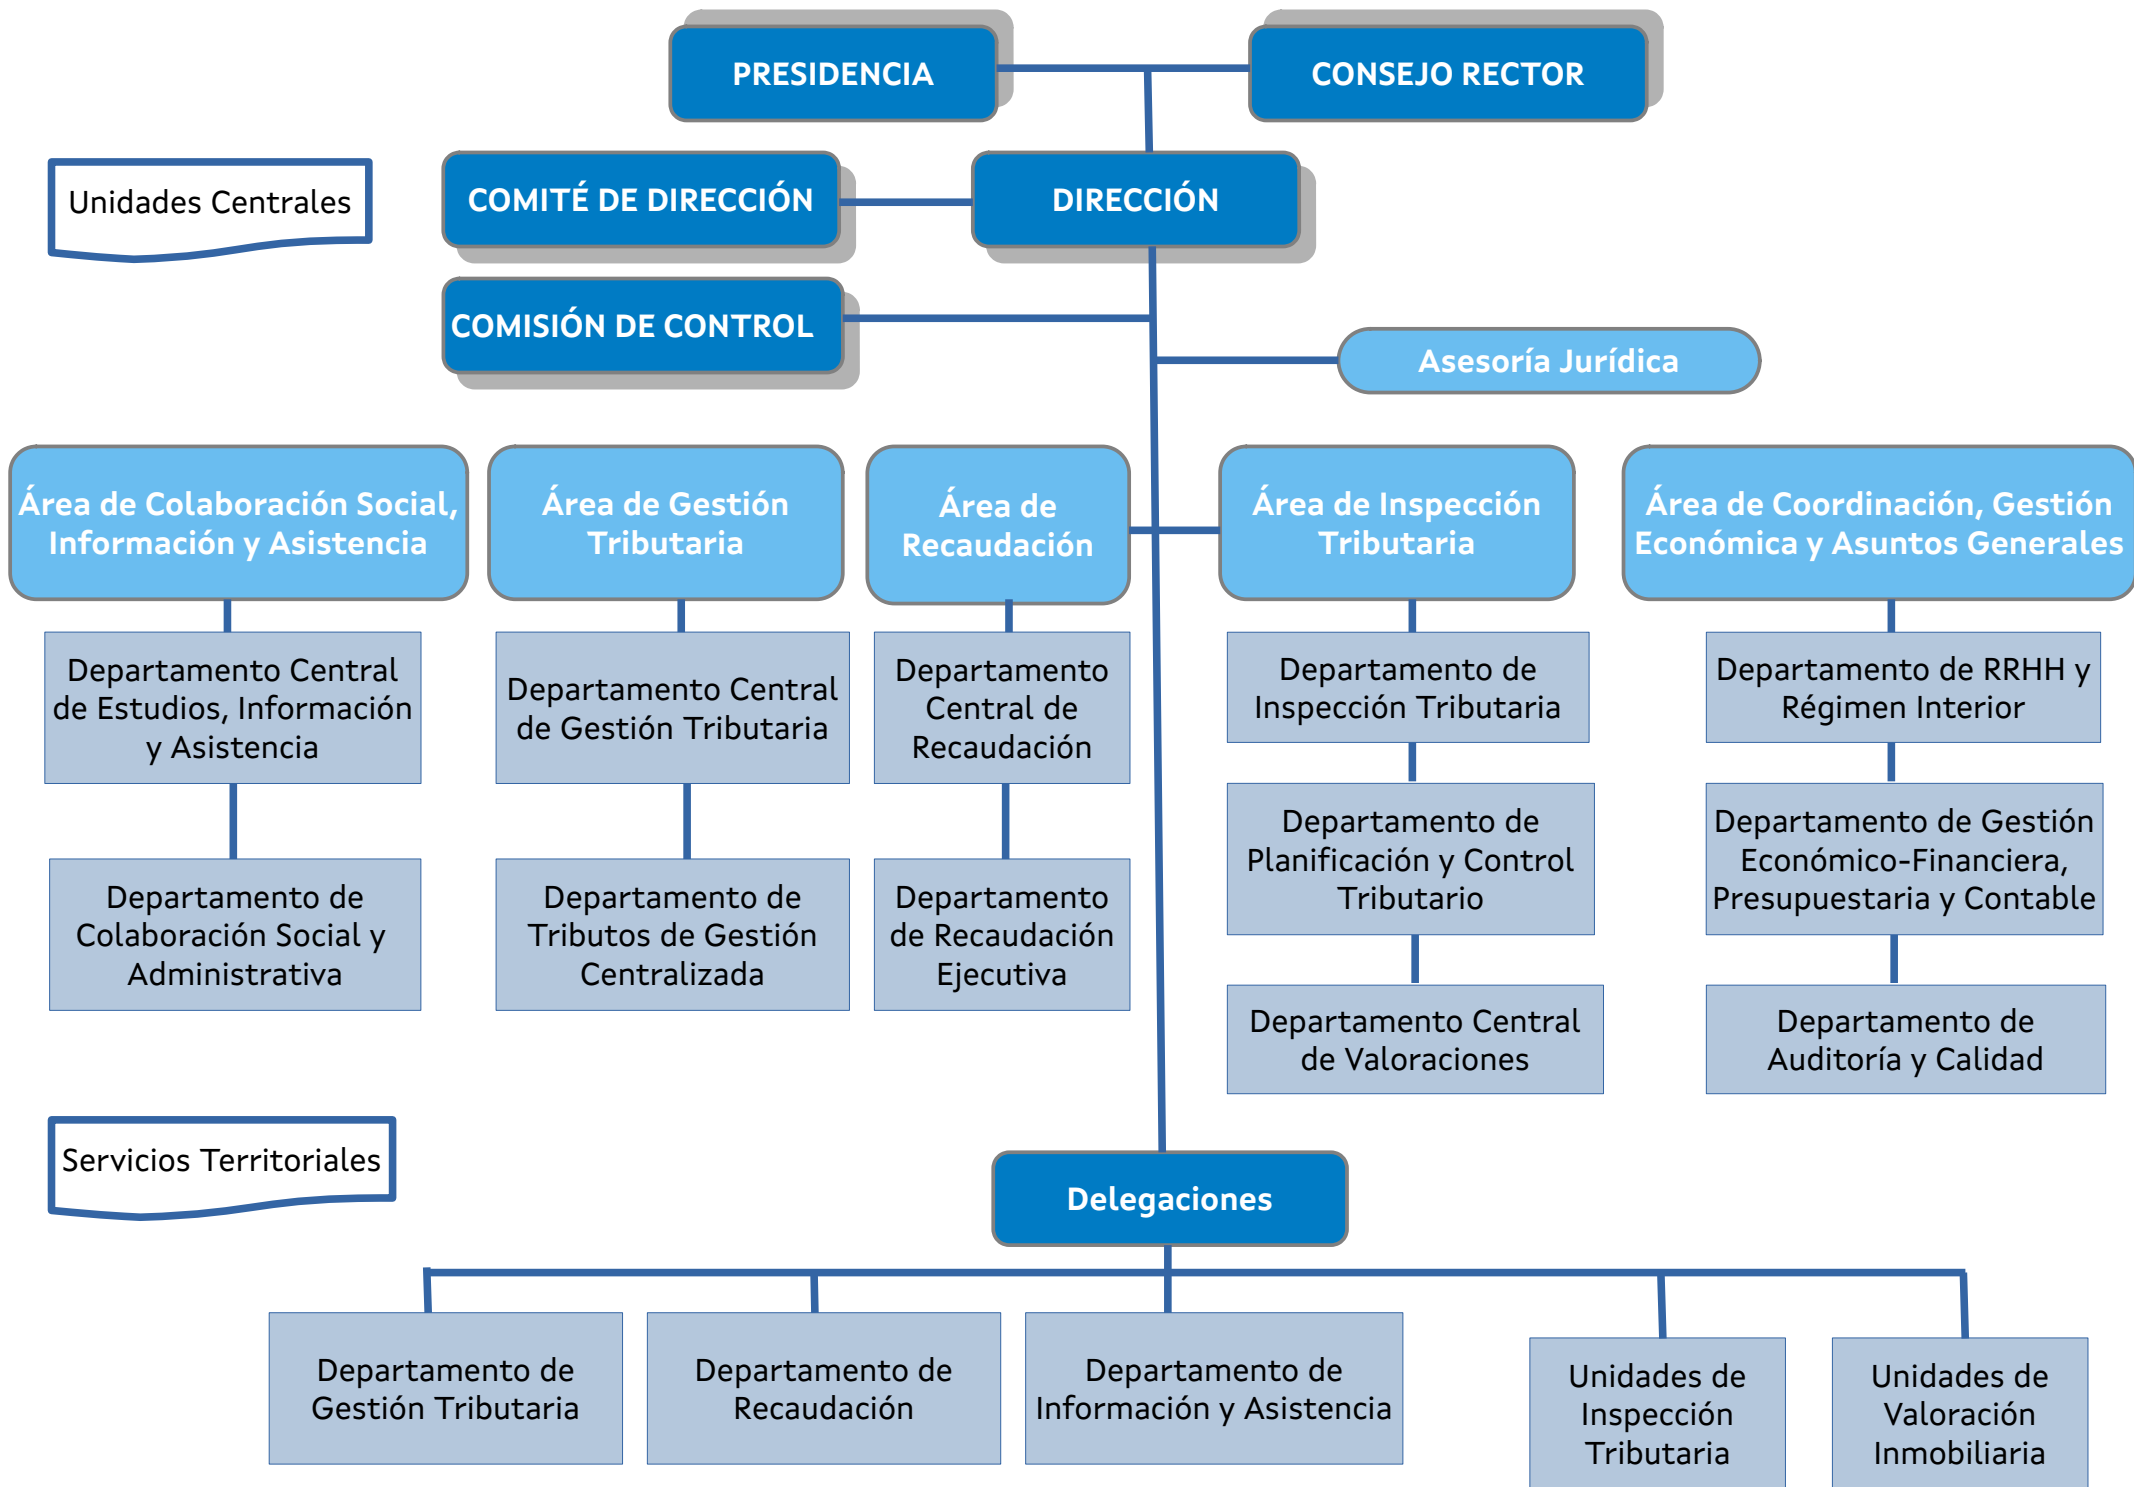 PRESIDENCIA
CONSEJO RECTOR
Unidades Centrales
COMITÉ DE DIRECCIÓN
DIRECCIÓN
COMISIÓN DE CONTROL
Asesoría Jurídica
Área de Colaboración Social,
Información y Asistencia
Área de Gestión
Tributaria
Área de
Recaudación
Área de Inspección
Tributaria
Área de Coordinación, Gestión
Económica y Asuntos Generales
Departamento Central
de Estudios, Información
y Asistencia
Departamento Central
de Gestión Tributaria
Departamento
Central de
Recaudación
Departamento de
Inspección Tributaria
Departamento de RRHH y
Régimen Interior
Departamento de
Planificación y Control
Tributario
Departamento de Gestión
Económico-Financiera,
Presupuestaria y Contable
Departamento de
Colaboración Social y
Administrativa
Departamento de
Tributos de Gestión
Centralizada
Departamento
de Recaudación
Ejecutiva
Departamento Central
de Valoraciones
Departamento de
Auditoría y Calidad
Servicios Territoriales
Delegaciones
Departamento de
Gestión Tributaria
Departamento de
Recaudación
Departamento de
Información y Asistencia
Unidades de
Inspección
Tributaria
Unidades de
Valoración
Inmobiliaria